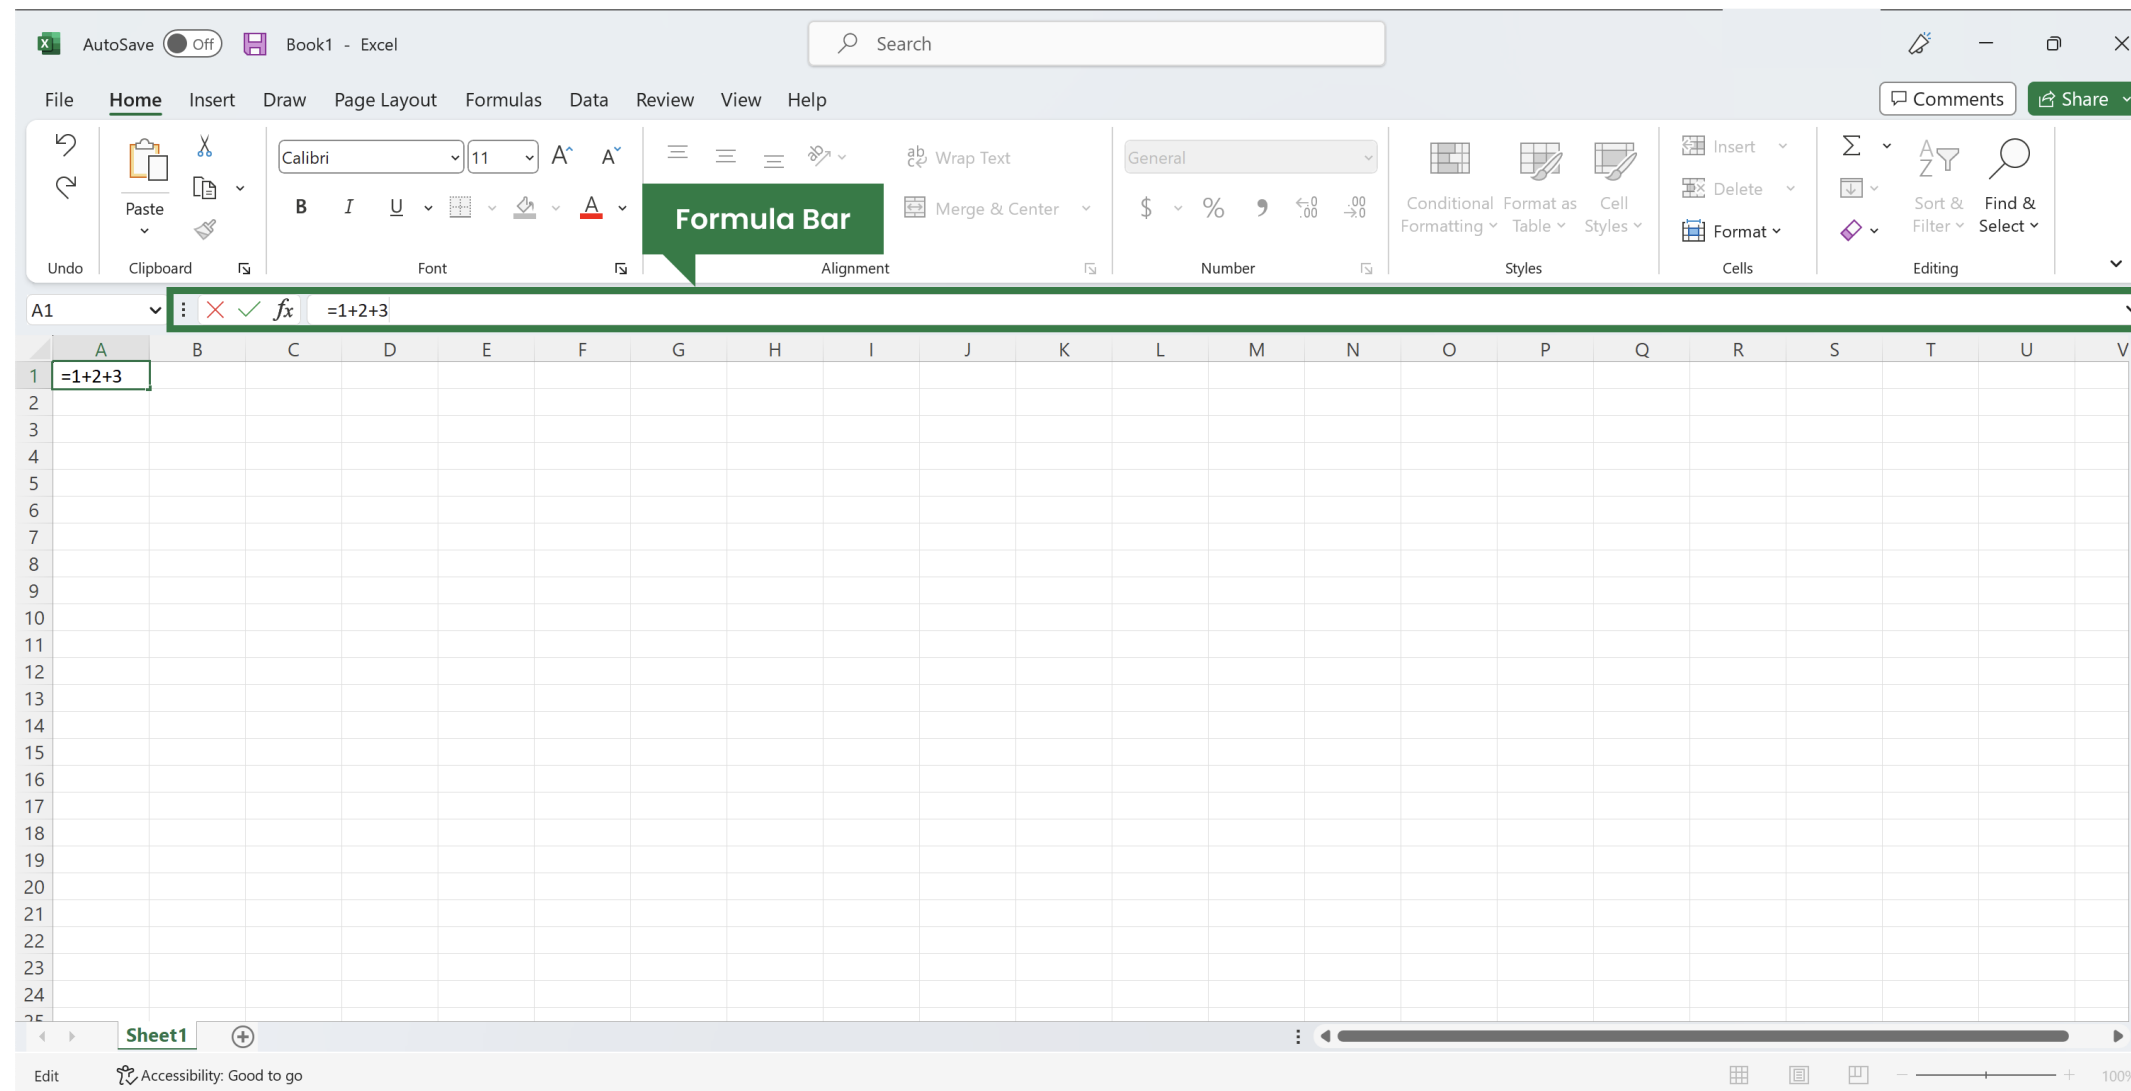 AutoSave Off Book1 - Excel Search
File Home Insert Draw Page Layout Formulas Data Review View Help Comments Share
Calibri 11 ab Wrap Text General Insert
Delete
Paste B I U A Merge & Center $ % Conditional Formatting Format as Table Cell Styles Format Sort & Filter Find & Select
Formula Bar
Undo Clipboard Font Alignment Number Styles Cells Editing
A1 fx =1+2+3
A B C D E F G H I J K L M N O P Q R S T U V
1 =1+2+3
2
3
4
5
6
7
8
9
10
11
12
13
14
15
16
17
18
19
20
21
22
23
24
25
Sheet1
Edit Accessibility: Good to go 100%